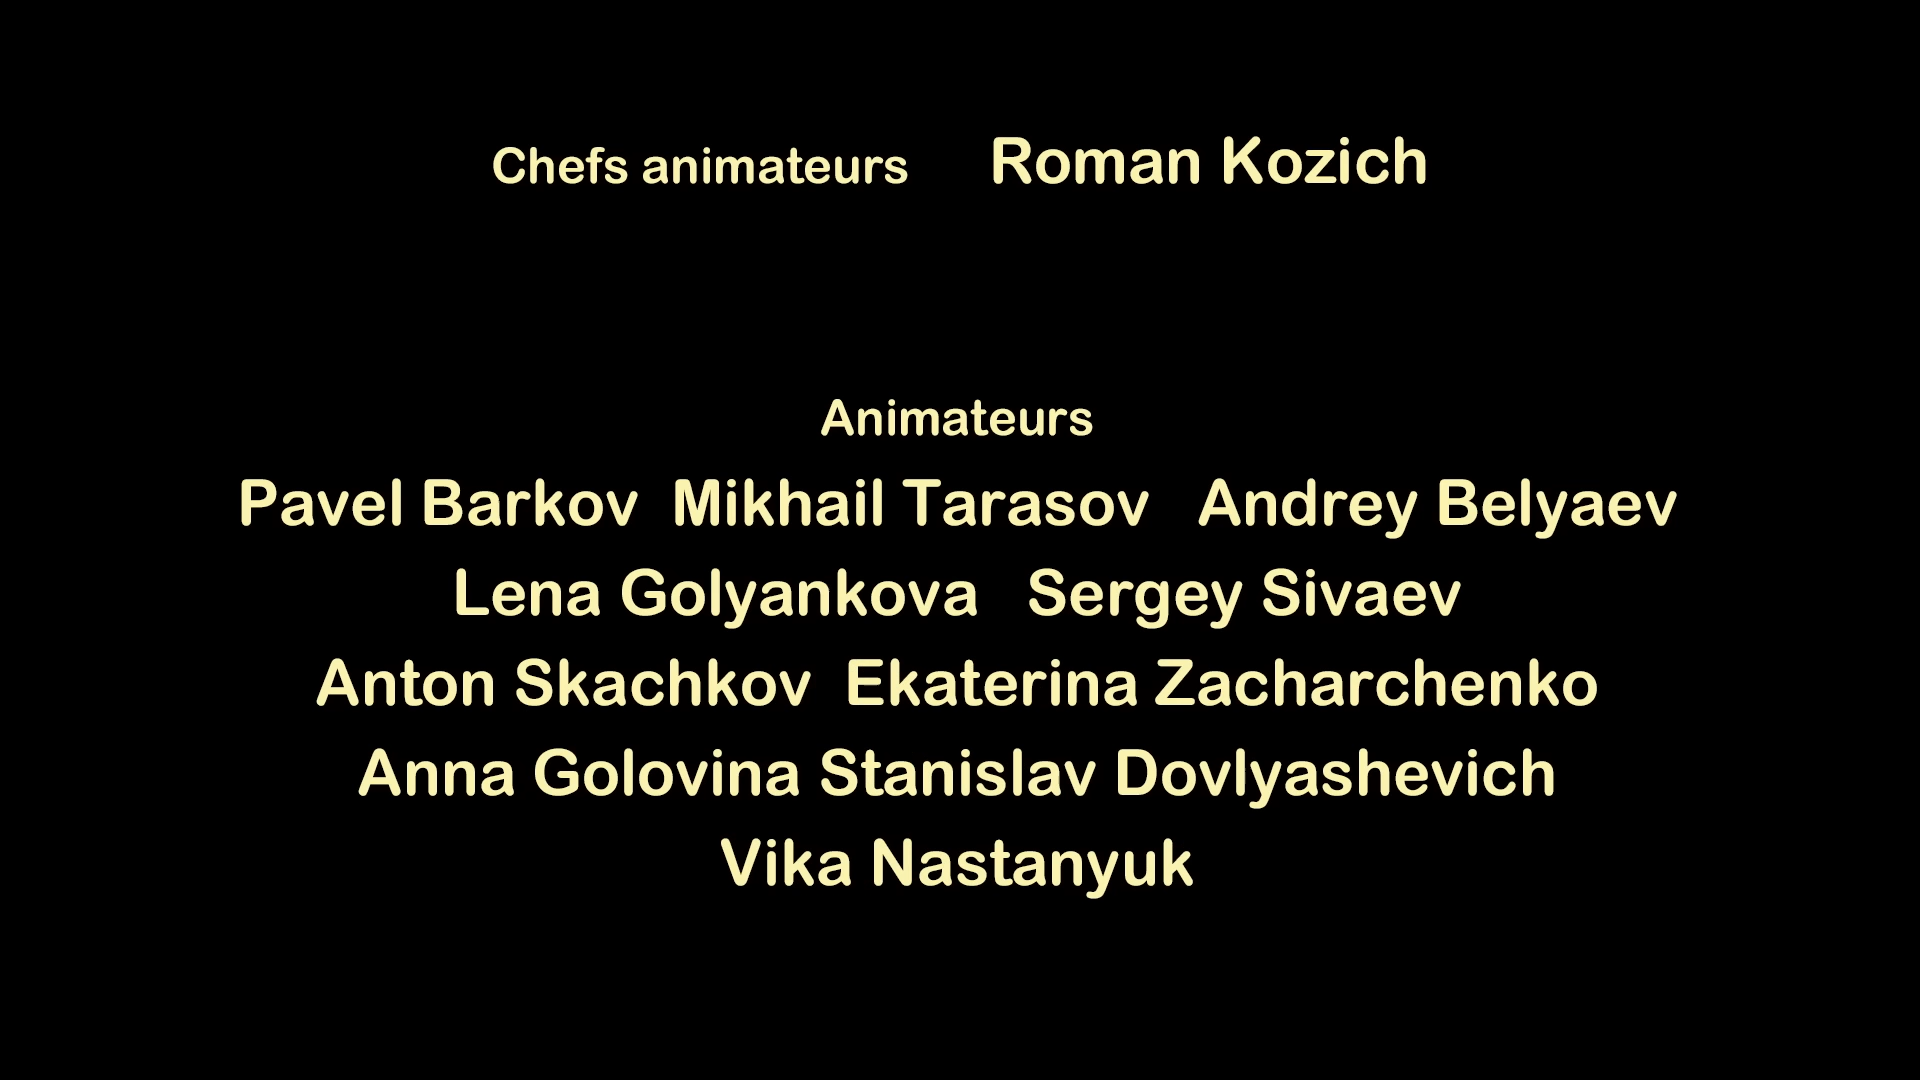 Chefs animateurs Roman Kozich
Animateurs
Pavel Barkov Mikhail Tarasov Andrey Belyaev
Lena Golyankova Sergey Sivaev
Anton Skachkov Ekaterina Zacharchenko
Anna Golovina Stanislav Dovlyashevich
Vika Nastanyuk